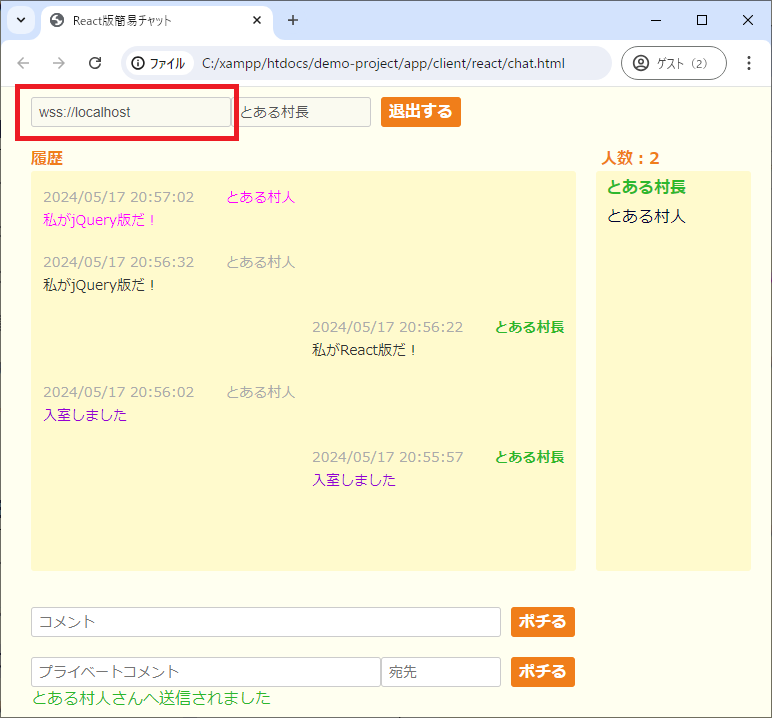 React版簡易チャット
ファイル C:/xampp/htdocs/demo-project/app/client/react/chat.html ゲスト（2）
wss://localhost とある村長 退出する
履歴 人数：2
2024/05/17 20:57:02 とある村人
私がjQuery版だ！
2024/05/17 20:56:32 とある村人
私がjQuery版だ！
2024/05/17 20:56:22 とある村長
私がReact版だ！
2024/05/17 20:56:02 とある村人
入室しました
2024/05/17 20:55:57 とある村長
入室しました
とある村長
とある村人
コメント ポチる
プライベートコメント 宛先 ポチる
とある村人さんへ送信されました